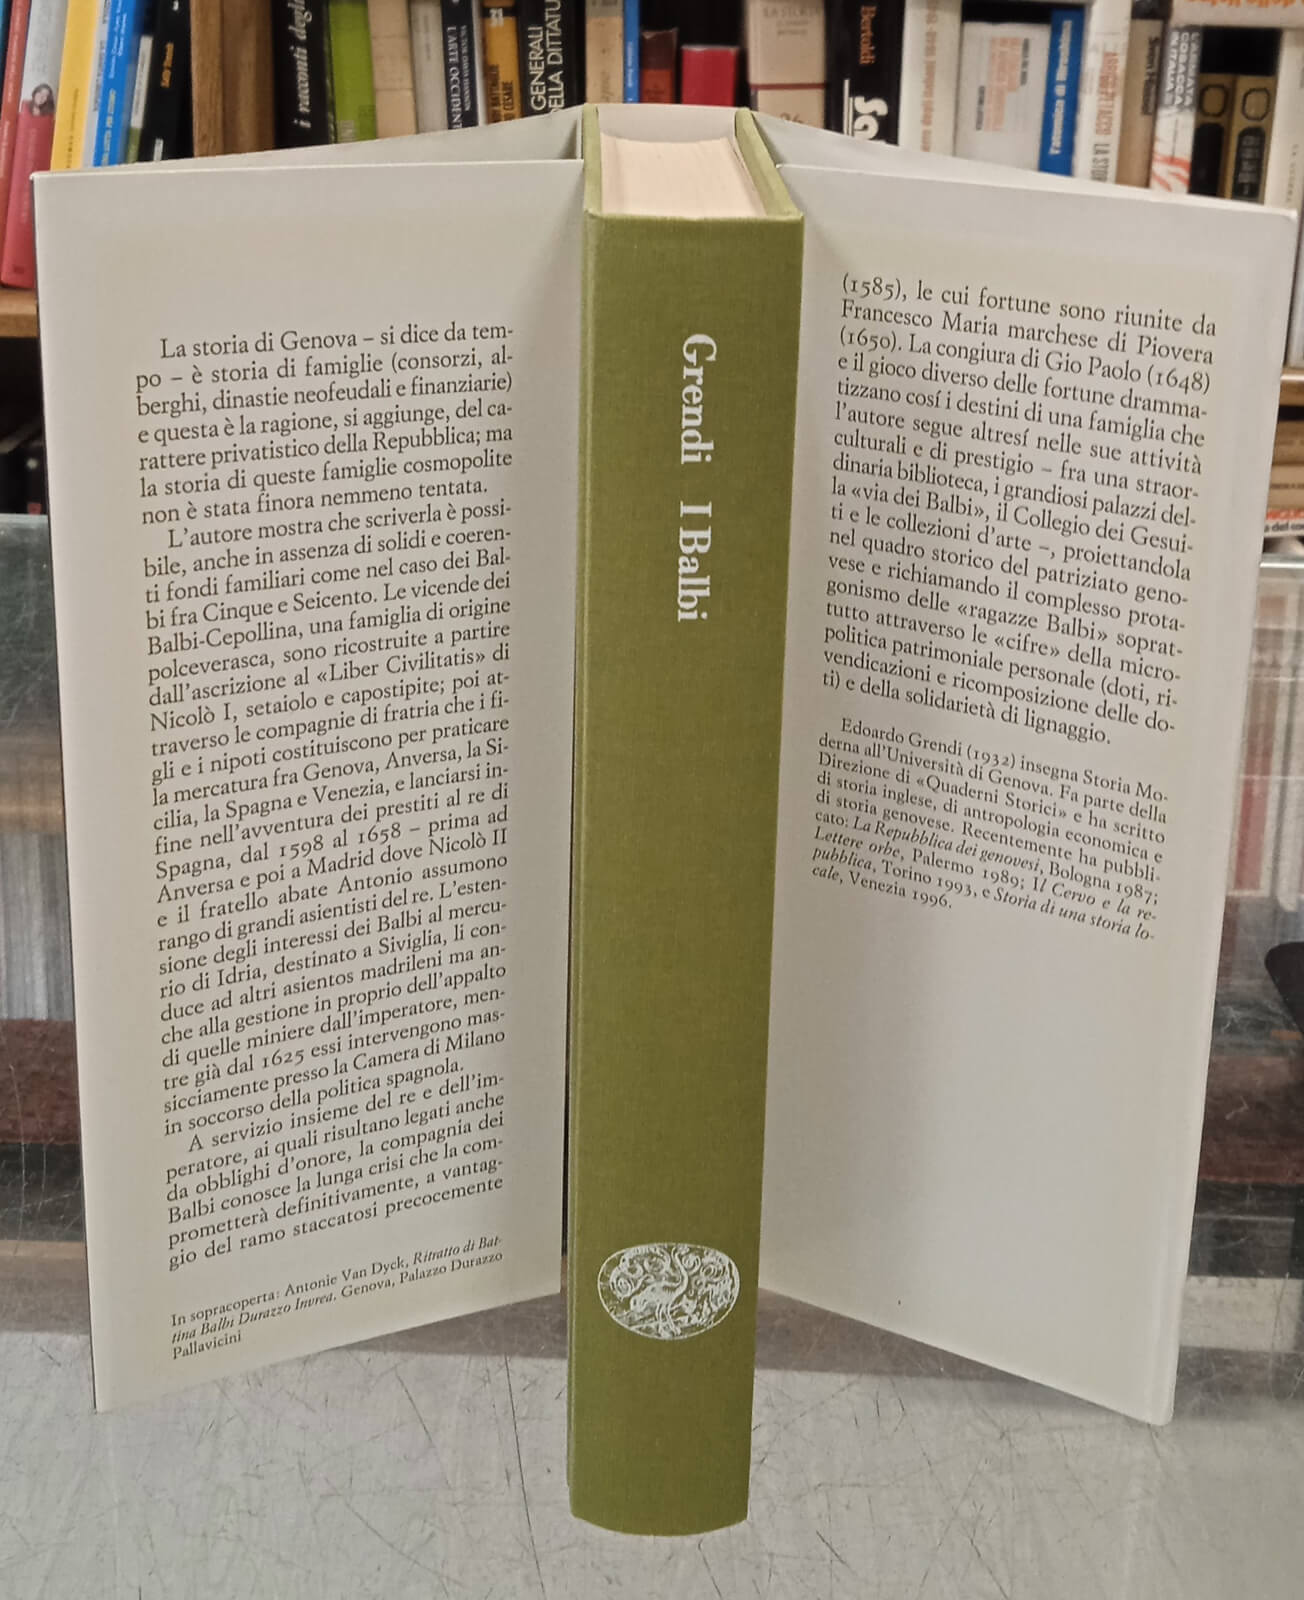 La storia di Genova – si dice da tem-
po – è storia di famiglie (consorzi, al-
berghi, dinastie neofeudali e finanziarie)
e questa è la ragione, si aggiunge, del ca-
rattere privatistico della Repubblica; ma
la storia di queste famiglie cosmopolite
non è stata finora nemmeno tentata.
L'autore mostra che scriverla è possi-
bile, anche in assenza di solidi e coeren-
ti fondi familiari come nel caso dei Bal-
bi fra Cinque e Seicento. Le vicende dei
Balbi-Cepollina, una famiglia di origine
polceverasca, sono ricostruite a partire
dall'ascrizione al «Liber Civilitatis» di
Nicolò I, setaiolo e capostipite; poi at-
traverso le compagnie di fratria che i fi-
gli e i nipoti costituiscono per praticare
la mercatura fra Genova, Anversa, la Si-
cilia, la Spagna e Venezia, e lanciarsi in-
fine nell'avventura dei prestiti al re di
Spagna, dal 1598 al 1658 – prima ad
Anversa e poi a Madrid dove Nicolò II
e il fratello abate Antonio assumono
rango di grandi asientisti del re. L'esten-
sione degli interessi dei Balbi al mercu-
rio di Idria, destinato a Siviglia, li con-
duce ad altri asientos madrileni ma an-
che alla gestione in proprio dell'appalto
di quelle miniere dall'imperatore, men-
tre già dal 1625 essi intervengono mas-
sicciamente presso la Camera di Milano
in soccorso della politica spagnola.
A servizio insieme del re e dell'im-
peratore, ai quali risultano legati anche
da obblighi d'onore, la compagnia dei
Balbi conosce la lunga crisi che la com-
prometterà definitivamente, a vantag-
gio del ramo staccatosi precocemente
In sopracoperta: Antonie Van Dyck, Ritratto di Bat-
tina Balbi Durazzo Invrea. Genova, Palazzo Durazzo
Pallavicini
Grendi I Balbi
(1585), le cui fortune sono riunite da
Francesco Maria marchese di Piovera
(1650). La congiura di Gio Paolo (1648)
e il gioco diverso delle fortune dramma-
tizzano cosí i destini di una famiglia che
l'autore segue altresí nelle sue attività
culturali e di prestigio – fra una straor-
dinaria biblioteca, i grandiosi palazzi del-
la «via dei Balbi», il Collegio dei Gesui-
ti e le collezioni d'arte –, proiettandola
nel quadro storico del patriziato geno-
vese e richiamando il complesso prota-
gonismo delle «ragazze Balbi» soprat-
tutto attraverso le «cifre» della micro-
politica patrimoniale personale (doti, ri-
vendicazioni e ricomposizione delle do-
ti) e della solidarietà di lignaggio.
Edoardo Grendi (1932) insegna Storia Mo-
derna all'Università di Genova. Fa parte della
Direzione di «Quaderni Storici» e ha scritto
di storia inglese, di antropologia economica e
di storia genovese. Recentemente ha pubbli-
cato: La Repubblica dei genovesi, Bologna 1987;
Lettere orbe, Palermo 1989; Il Cervo e la re-
pubblica, Torino 1993, e Storia di una storia lo-
cale, Venezia 1996.
i racconti
L'ARTE OCCIDENT
GENERALI
DELLA DITTATU
CESARE
Bertoldi
LA STOR